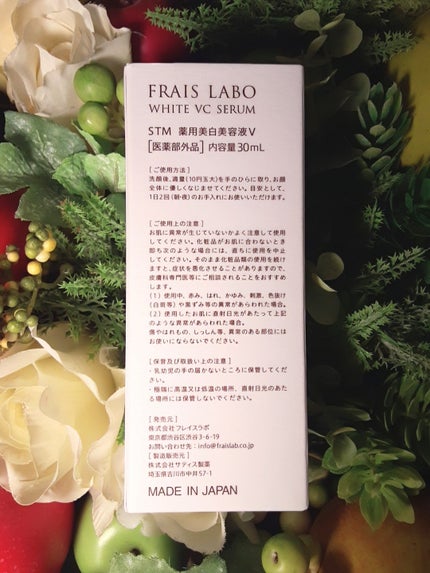 FRAIS LABO
WHITE VC SERUM
STM 薬用美白美容液V
[医薬部外品] 内容量30mL
[ご使用方法]
洗顔後、適量(10円玉大)を手のひらに取り、お顔
全体に優しくなじませてください。目安として、
1日2回(朝・夜)のお手入れにお使いいただけます。
[ご使用上の注意]
お肌に異常が生じていないかよく注意して使用
してください。化粧品がお肌に合わないとき
即ち次のような場合には、直ちに使用を中止
してください。そのまま化粧品類の使用を続け
ますと、症状を悪化させることがありますので、
皮膚科専門医等にご相談されることをおすすめ
します。
(1) 使用中、赤み、はれ、かゆみ、刺激、色抜け
(白斑等)や黒ずみ等の異常があらわれた場合。
(2) 使用したお肌に直射日光があたって上記
のような異常があらわれた場合。
傷やはれもの、しっしん等、異常のある部位には
お使いにならないでください。
[保管及び取扱い上の注意]
・乳幼児の手の届かないところに保管してくだ
さい。
・極端に高温又は低温の場所、直射日光のあた
る場所には保管しないでください。
[発売元]
株式会社フレイスラボ
東京都渋谷区渋谷3-6-19
お問い合わせ先:info@fraislab.co.jp
[製造販売元]
株式会社サティス製薬
埼玉県吉川市中井57-1
MADE IN JAPAN